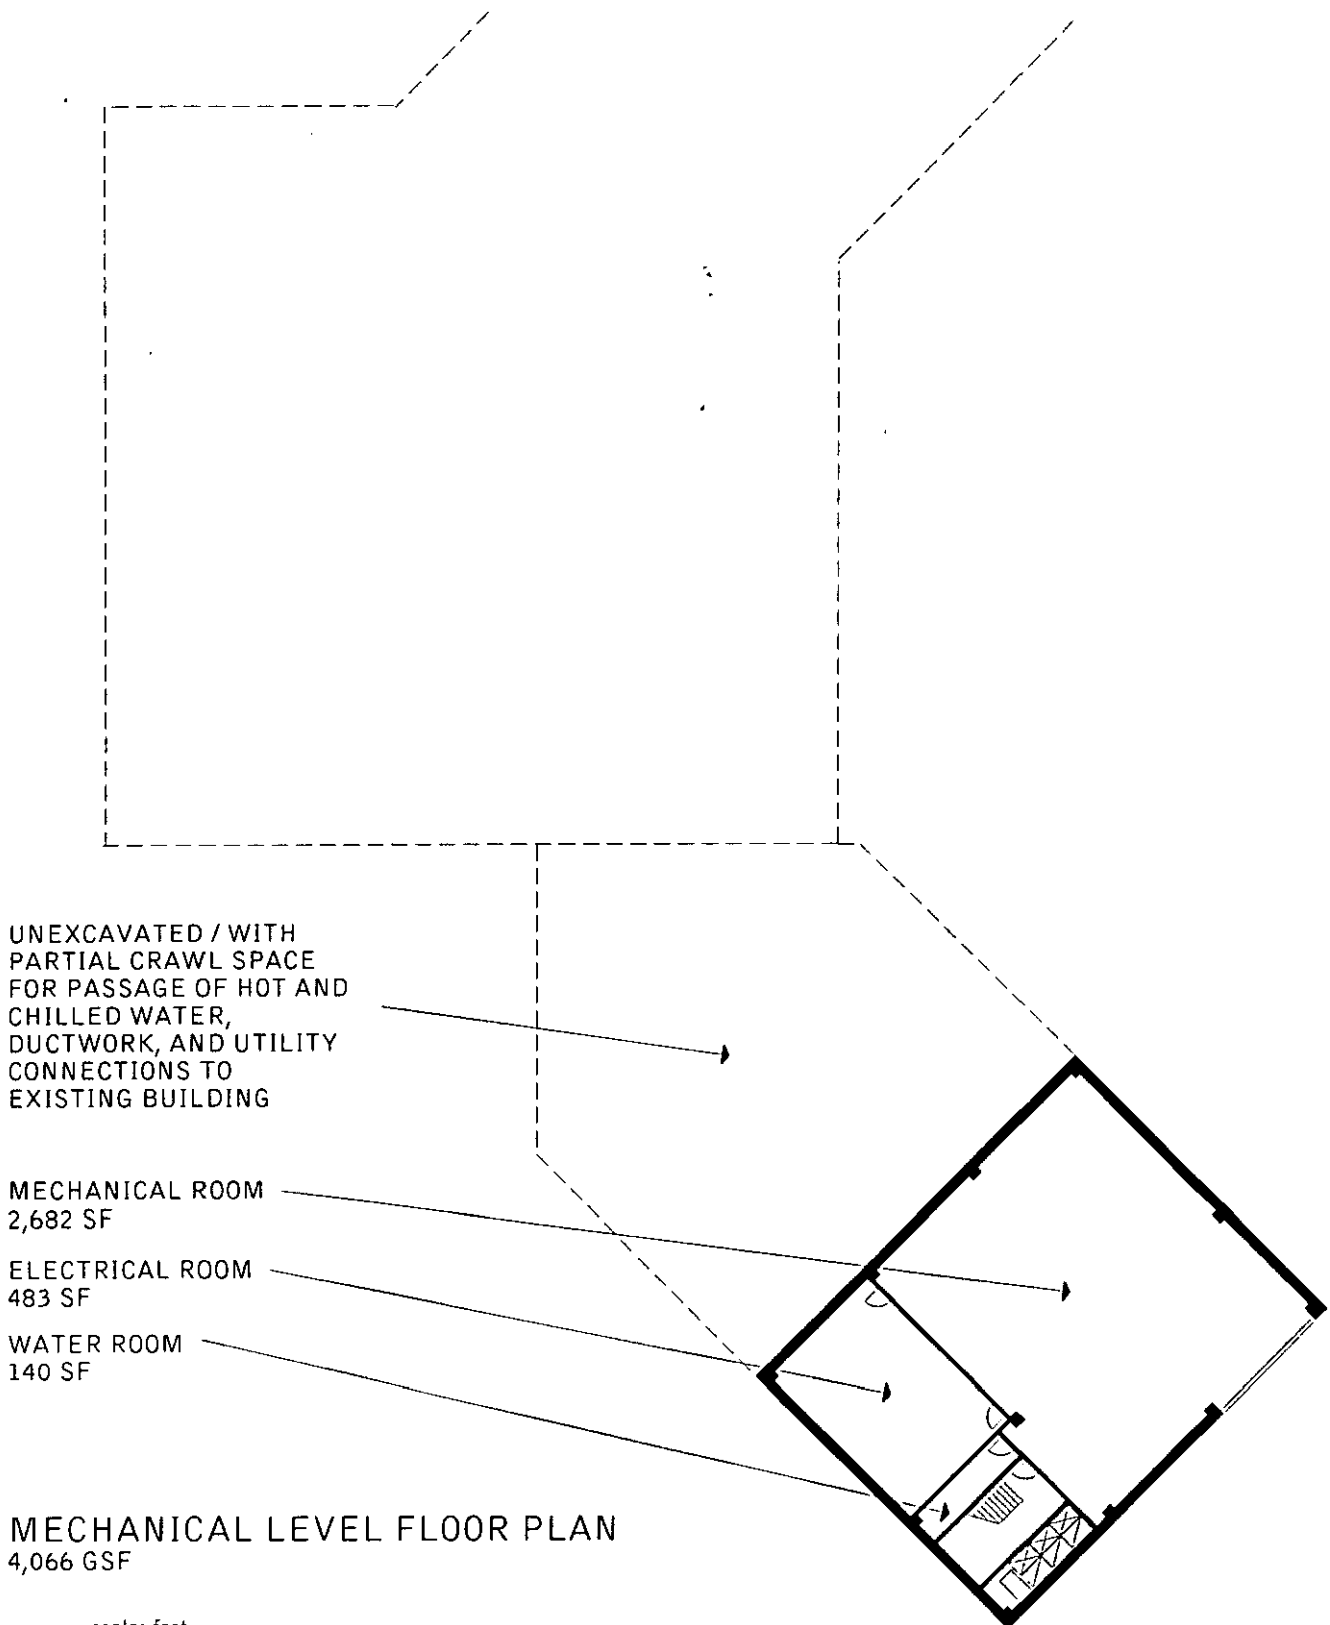 UNEXCAVATED / WITH
PARTIAL CRAWL SPACE
FOR PASSAGE OF HOT AND
CHILLED WATER,
DUCTWORK, AND UTILITY
CONNECTIONS TO
EXISTING BUILDING
MECHANICAL ROOM
2,682 SF
ELECTRICAL ROOM
483 SF
WATER ROOM
140 SF
MECHANICAL LEVEL FLOOR PLAN
4,066 GSF